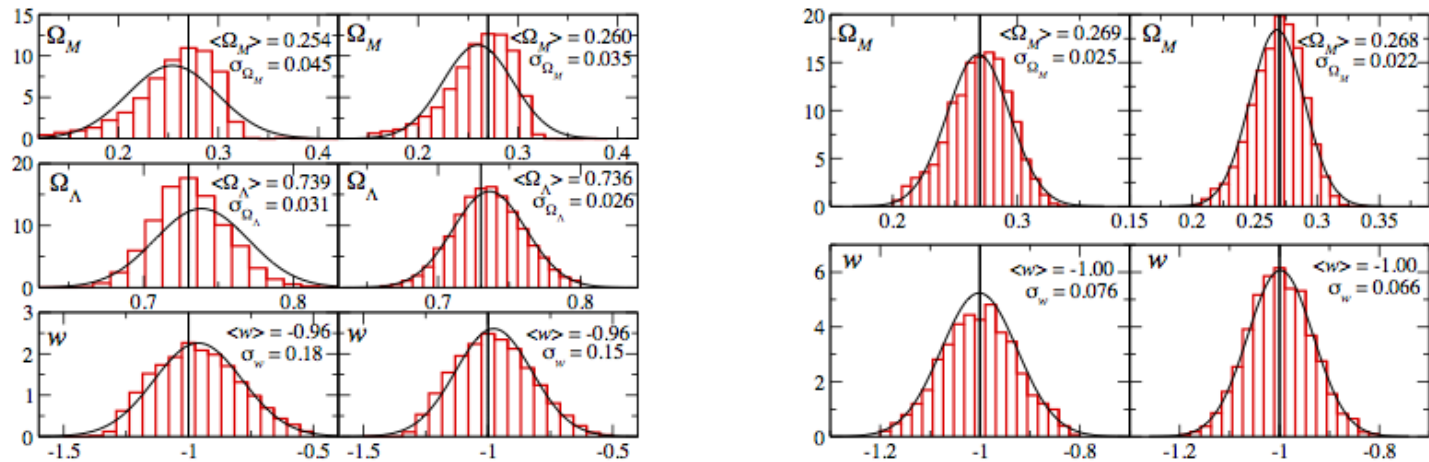 15
10
5
0
Ω_M
<Ω_M> = 0.254
σ_Ω_M = 0.045
0.2 0.3 0.4
Ω_M
<Ω_M> = 0.260
σ_Ω_M = 0.035
0.2 0.3 0.4
20
10
0
Ω_Λ
<Ω_Λ> = 0.739
σ_Ω_Λ = 0.031
0.7 0.8
Ω_Λ
<Ω_Λ> = 0.736
σ_Ω_Λ = 0.026
0.7 0.8
3
2
1
0
w
<w> = -0.96
σ_w = 0.18
-1.5 -1 -0.5
w
<w> = -0.96
σ_w = 0.15
-1.5 -1 -0.5
20
15
10
5
0
Ω_M
<Ω_M> = 0.269
σ_Ω_M = 0.025
0.2 0.3
Ω_M
<Ω_M> = 0.268
σ_Ω_M = 0.022
0.15 0.2 0.25 0.3 0.35
6
4
2
0
w
<w> = -1.00
σ_w = 0.076
-1.2 -1 -0.8
w
<w> = -1.00
σ_w = 0.066
-1.2 -1 -0.8